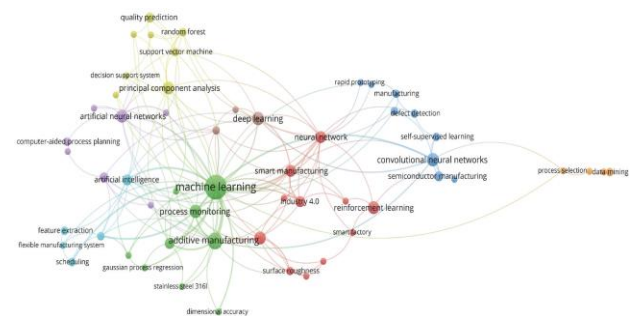 quality prediction
random forest
support vector machine
decision support system
principal component analysis
rapid prototyping
manufacturing
artificial neural networks
deep learning
defect detection
neural network
self-supervised learning
computer-aided process planning
convolutional neural networks
smart manufacturing
process selection
data mining
artificial intelligence
semiconductor manufacturing
machine learning
industry 4.0
process monitoring
reinforcement learning
feature extraction
smart factory
additive manufacturing
flexible manufacturing system
scheduling
gaussian process regression
surface roughness
stainless steel 316l
dimensional accuracy